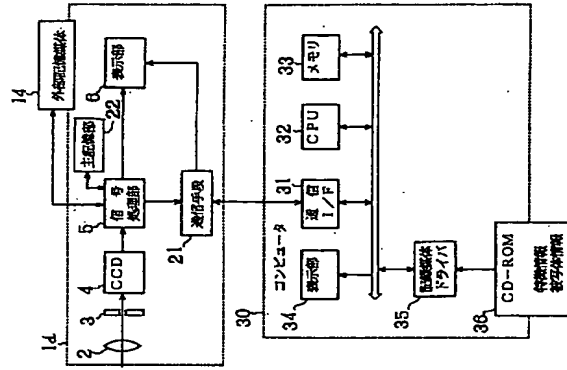 14
外部記憶媒体
22
主記憶部
6
表示部
5
信号
処理部
21
通信手段
4
CCD
3
2
1d
コンピュータ
30
33
メモリ
32
CPU
31
通信
I/F
34
表示部
35
記録媒体
ドライバ
36
CD-ROM
特徴情報
被写体情報